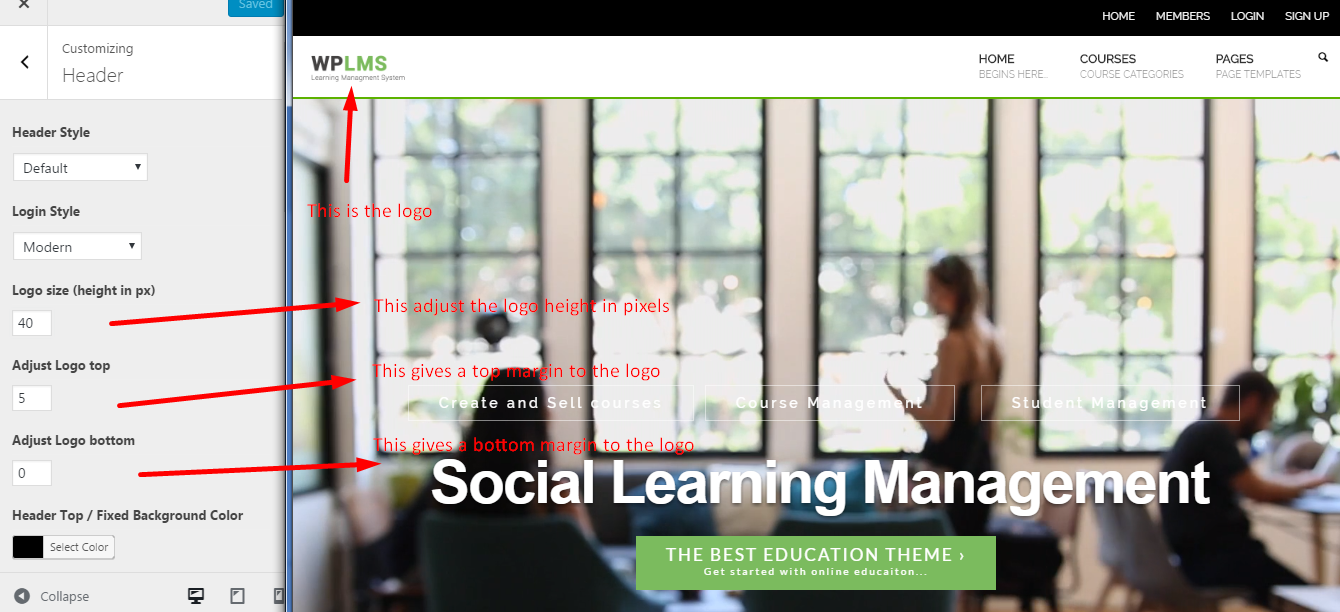 Saved
Customizing
Header
Header Style
Default
Login Style
Modern
Logo size (height in px)
40
Adjust Logo top
5
Adjust Logo bottom
0
Header Top / Fixed Background Color
Select Color
Collapse
HOME MEMBERS LOGIN SIGN UP
WPLMS
Learning Managment System
HOME
BEGINS HERE..
COURSES
COURSE CATEGORIES
PAGES
PAGE TEMPLATES
This is the logo
This adjust the logo height in pixels
This gives a top margin to the logo
Create and Sell courses Course Management Student Management
This gives a bottom margin to the logo
Social Learning Management
THE BEST EDUCATION THEME ›
Get started with online educaiton...